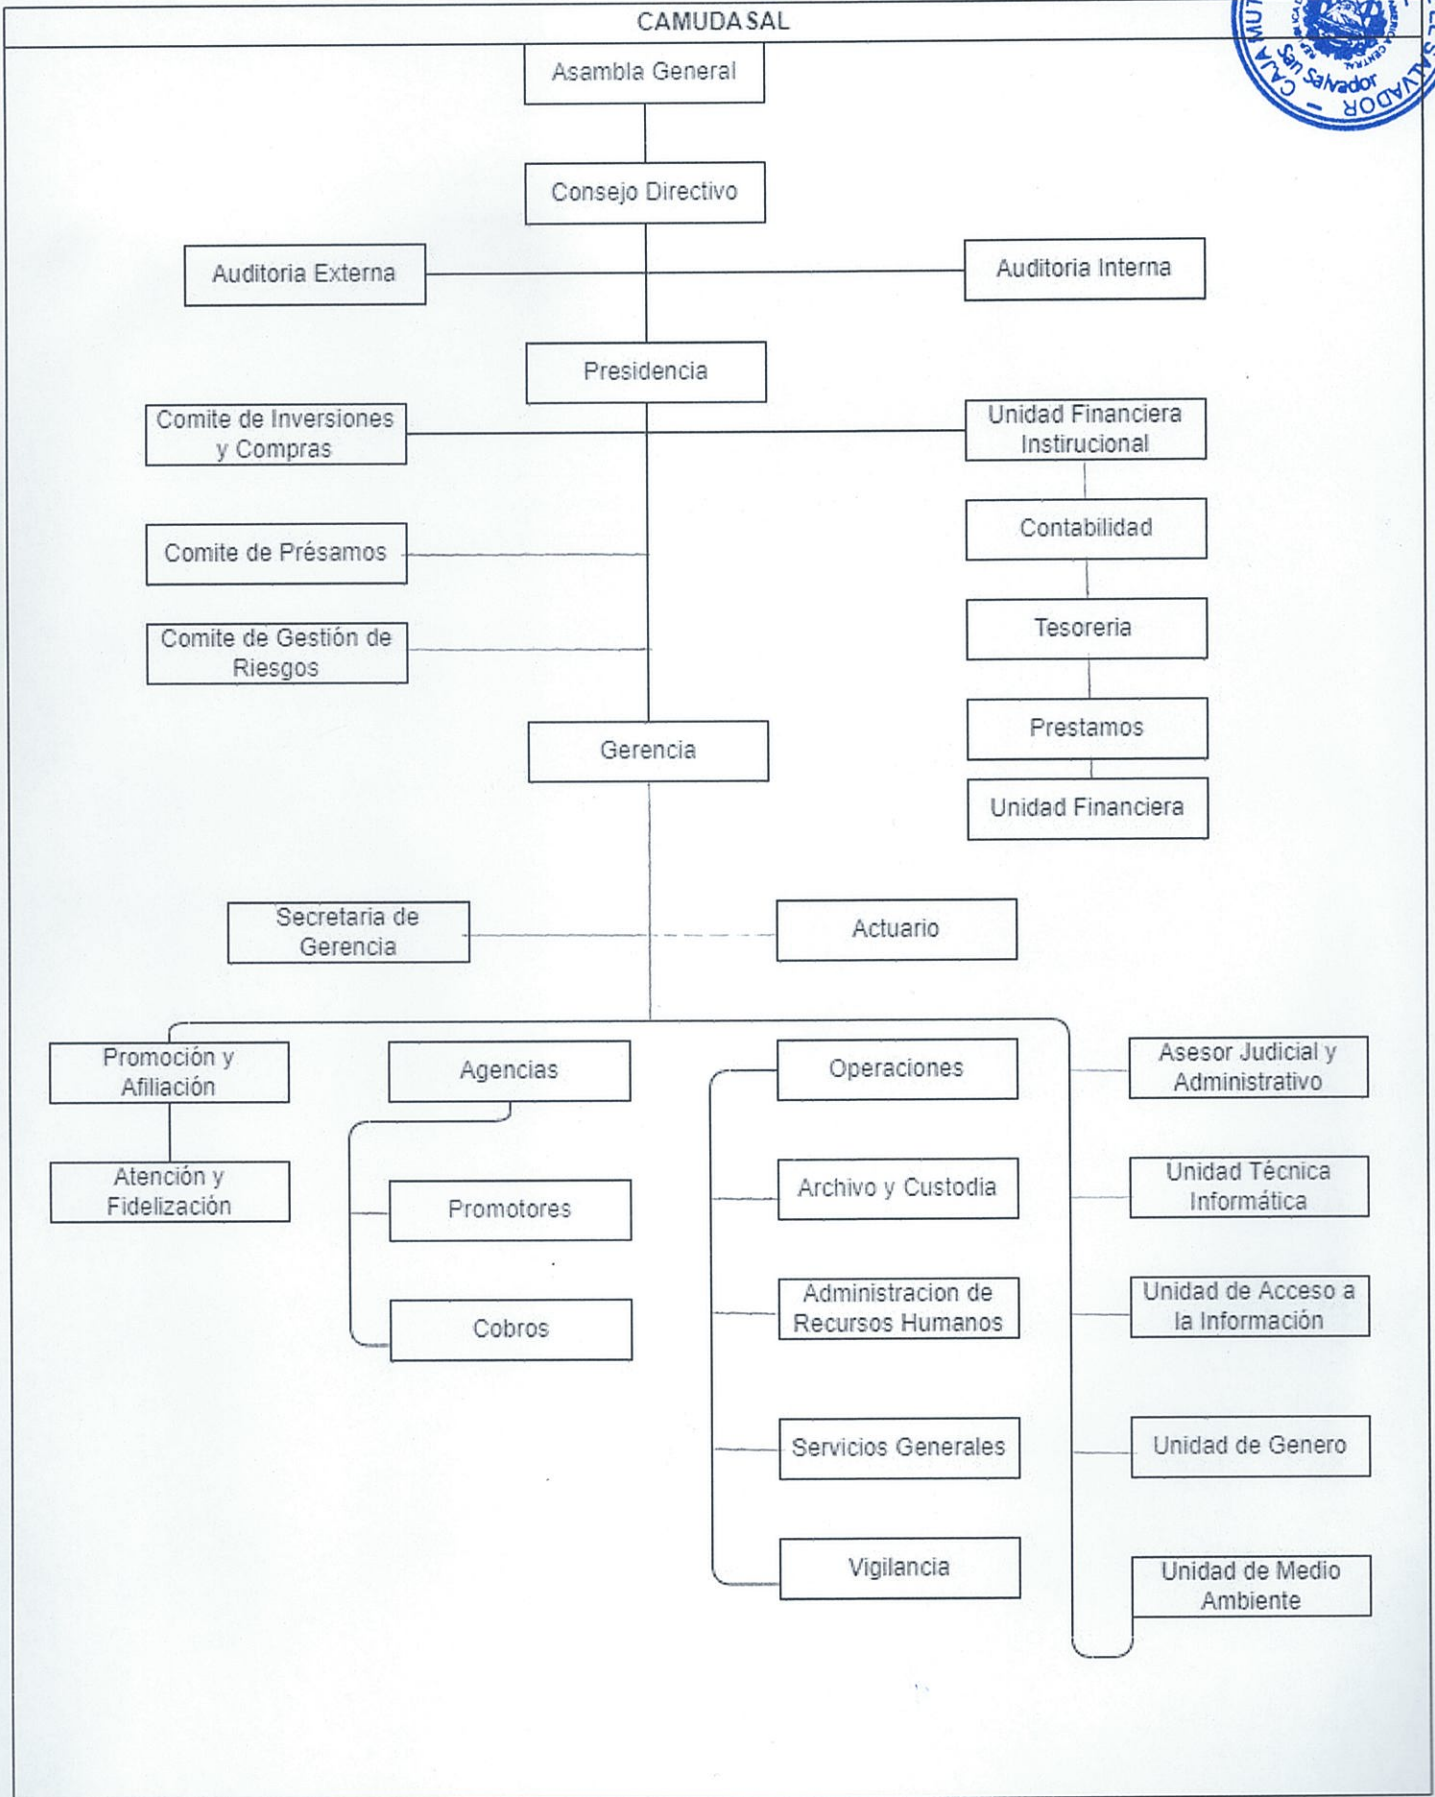 CAMUDASAL
Asambla General
Consejo Directivo
Auditoria Externa
Auditoria Interna
Presidencia
Comite de Inversiones
y Compras
Unidad Financiera
Instirucional
Comite de Présamos
Contabilidad
Comite de Gestión de
Riesgos
Tesoreria
Prestamos
Gerencia
Unidad Financiera
Secretaria de
Gerencia
Actuario
Promoción y
Afiliación
Agencias
Operaciones
Asesor Judicial y
Administrativo
Atención y
Fidelización
Promotores
Archivo y Custodia
Unidad Técnica
Informática
Cobros
Administracion de
Recursos Humanos
Unidad de Acceso a
la Información
Servicios Generales
Unidad de Genero
Vigilancia
Unidad de Medio
Ambiente
CAJA
SALVADOR
San Salvador